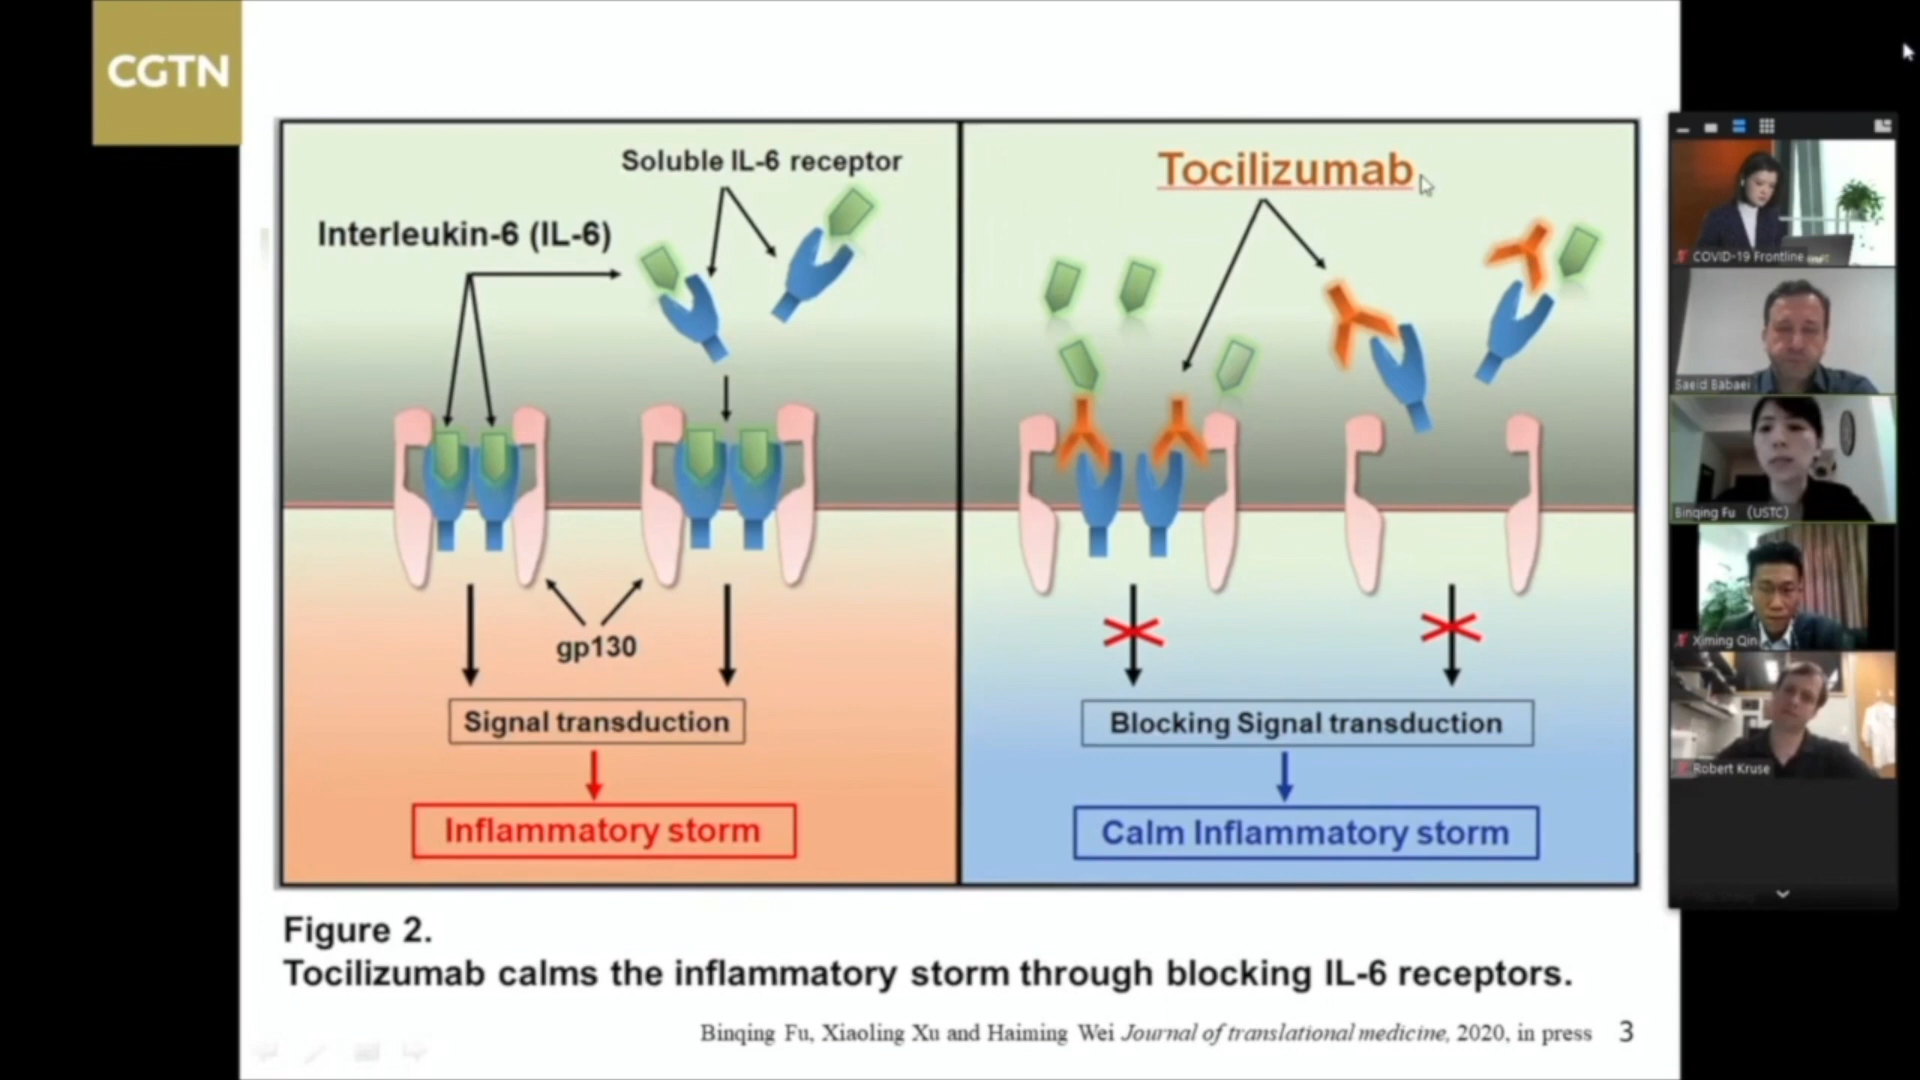 CGTN
Soluble IL-6 receptor
Interleukin-6 (IL-6)
gp130
Signal transduction
Inflammatory storm
Tocilizumab
Blocking Signal transduction
Calm Inflammatory storm
Figure 2.
Tocilizumab calms the inflammatory storm through blocking IL-6 receptors.
Binqing Fu, Xiaoling Xu and Haiming Wei Journal of translational medicine, 2020, in press 3
COVID-19 Frontline
Saeid Babaei
Binqing Fu （USTC）
Ximing Qin
Robert Kruse